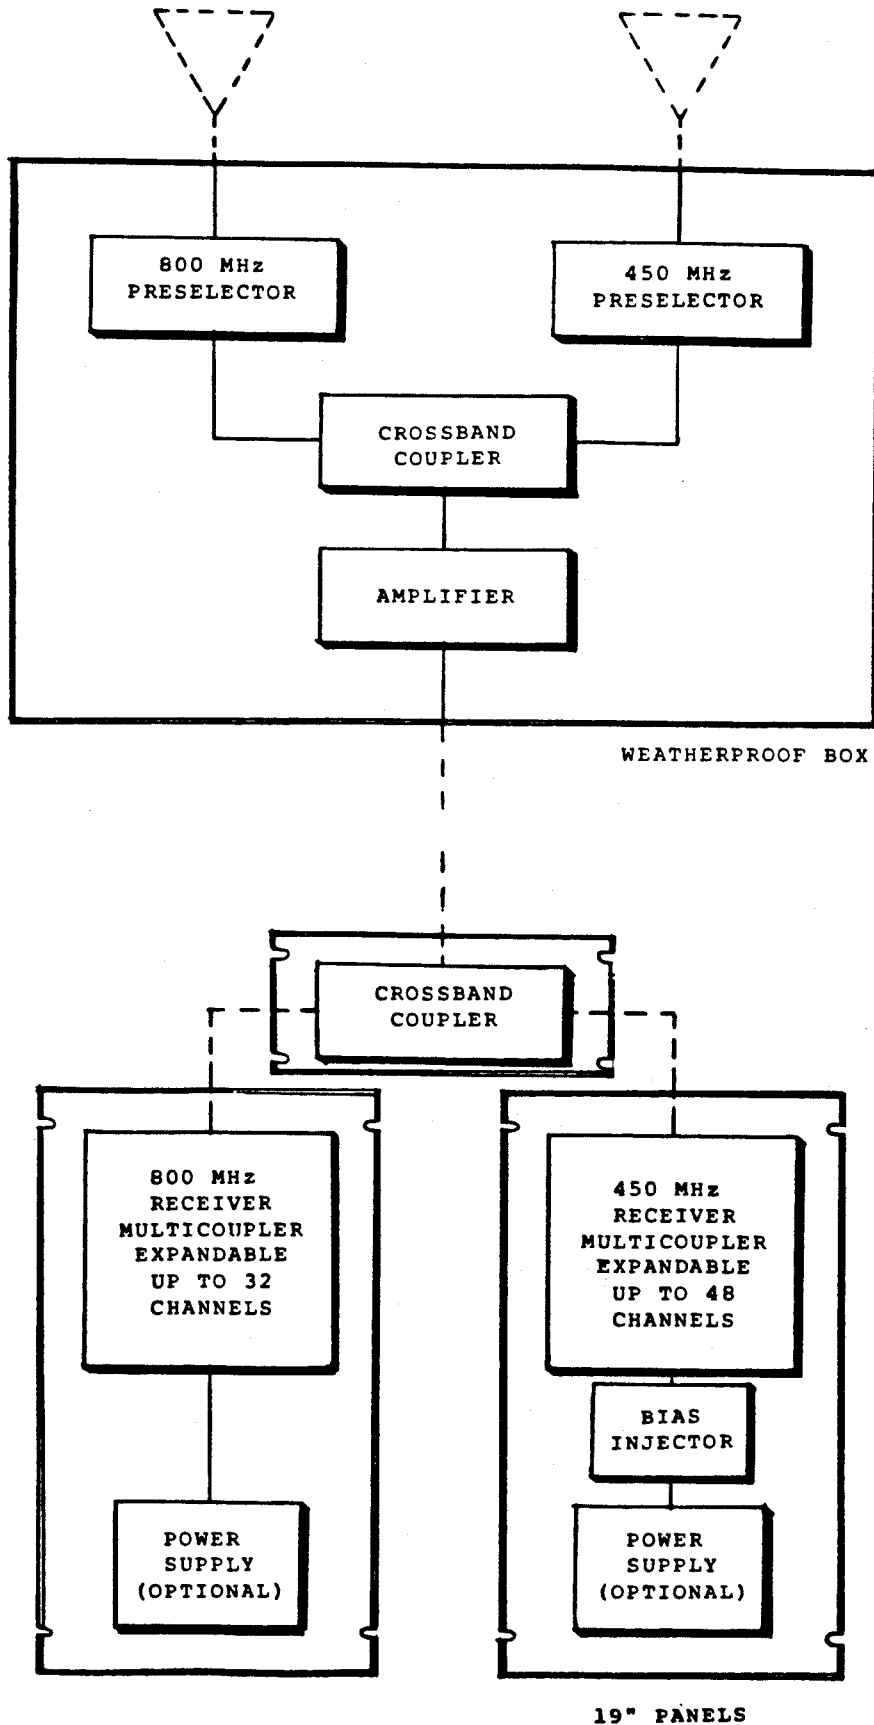 800 MHz
PRESELECTOR
450 MHz
PRESELECTOR
CROSSBAND
COUPLER
AMPLIFIER
WEATHERPROOF BOX
CROSSBAND
COUPLER
800 MHz
RECEIVER
MULTICOUPLER
EXPANDABLE
UP TO 32
CHANNELS
450 MHz
RECEIVER
MULTICOUPLER
EXPANDABLE
UP TO 48
CHANNELS
BIAS
INJECTOR
POWER
SUPPLY
(OPTIONAL)
POWER
SUPPLY
(OPTIONAL)
19" PANELS